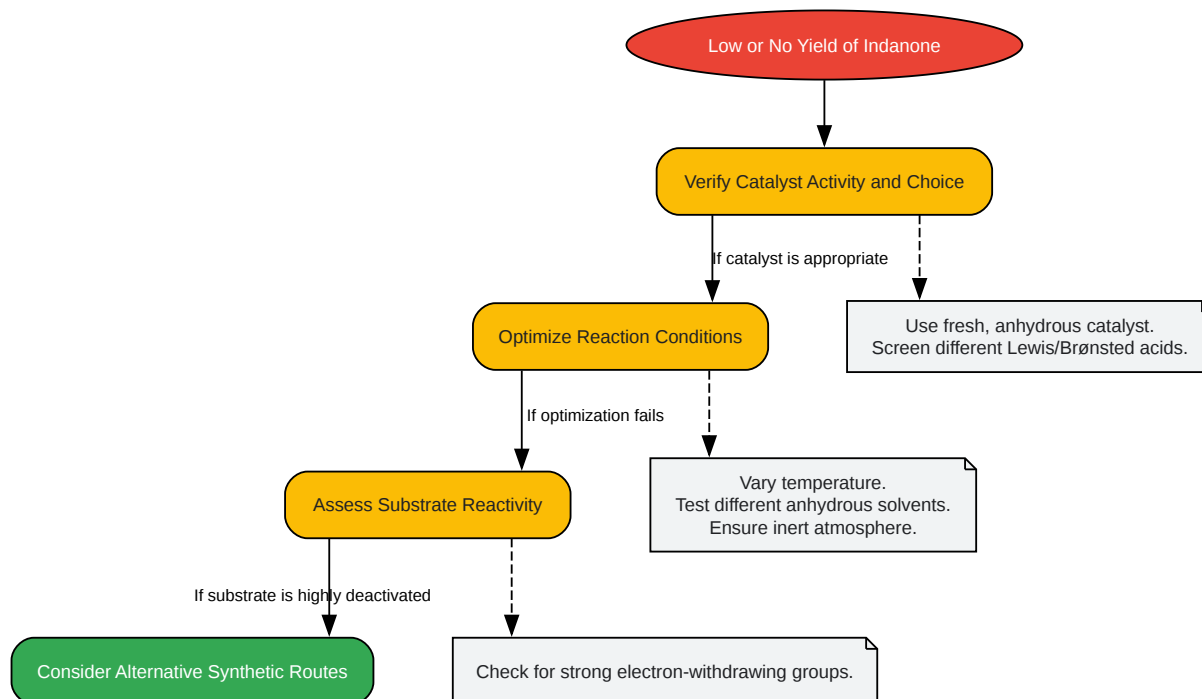 Low or No Yield of Indanone
Verify Catalyst Activity and Choice
If catalyst is appropriate
Use fresh, anhydrous catalyst.
Screen different Lewis/Brønsted acids.
Optimize Reaction Conditions
If optimization fails
Vary temperature.
Test different anhydrous solvents.
Ensure inert atmosphere.
Assess Substrate Reactivity
If substrate is highly deactivated
Consider Alternative Synthetic Routes
Check for strong electron-withdrawing groups.